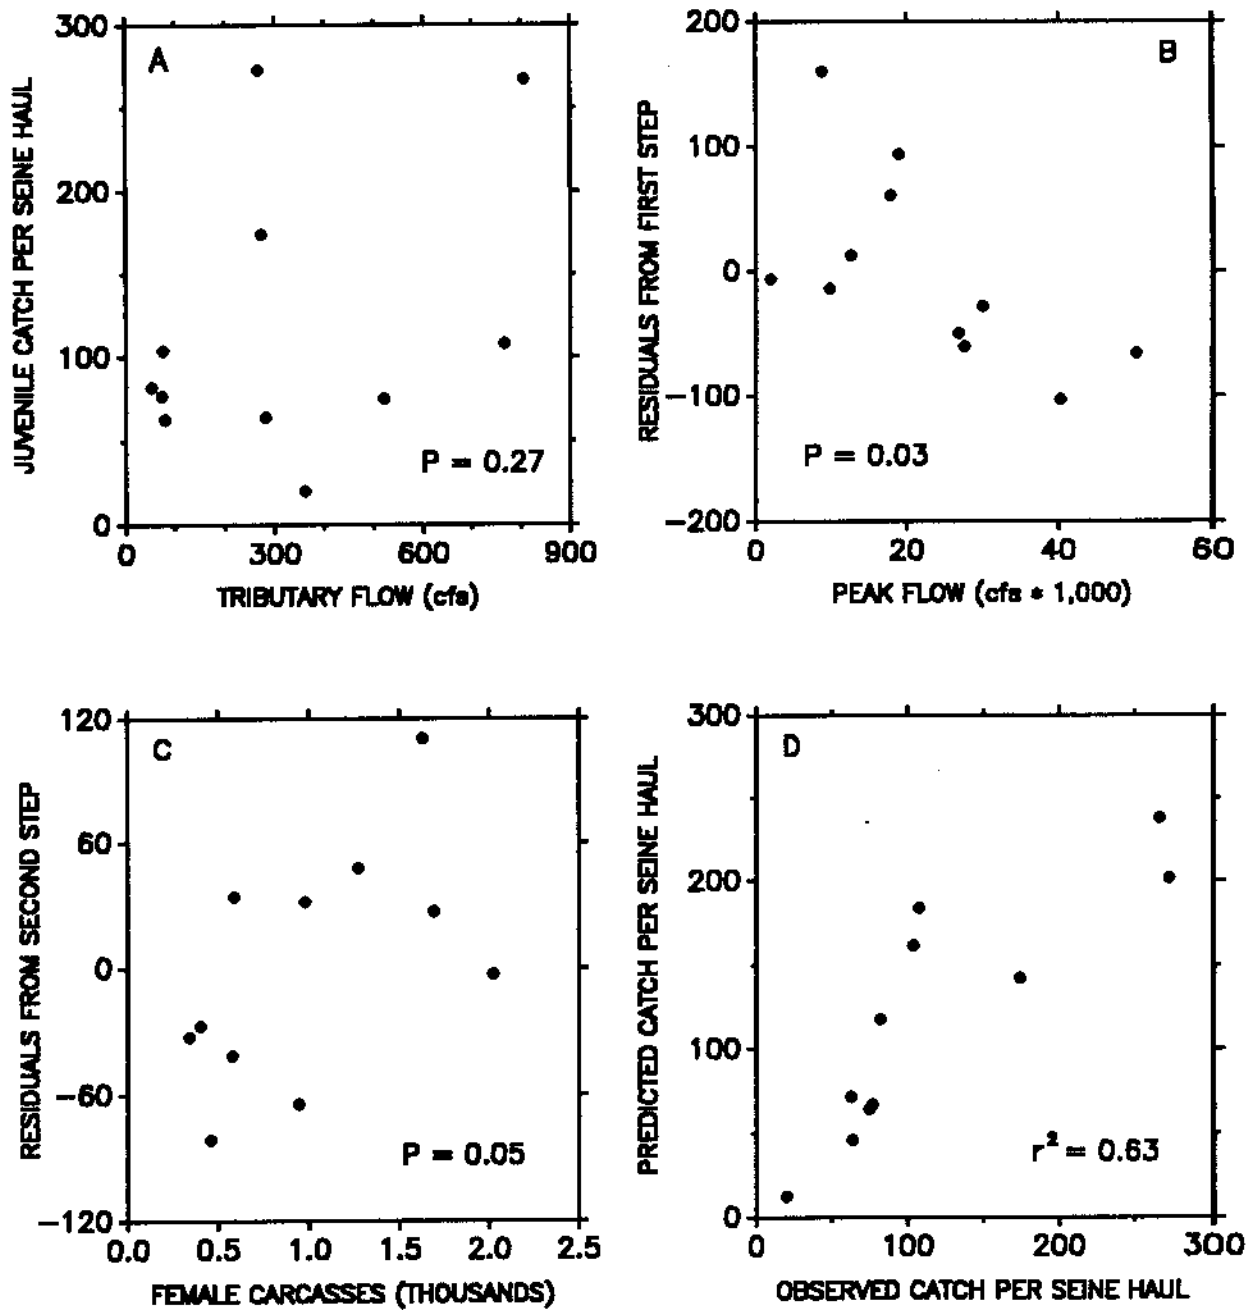 A
JUVENILE CATCH PER SEINE HAUL
300
200
100
0
P = 0.27
0 300 600 900
TRIBUTARY FLOW (cfs)
B
RESIDUALS FROM FIRST STEP
200
100
0
-100
-200
P = 0.03
0 20 40 60
PEAK FLOW (cfs * 1,000)
C
RESIDUALS FROM SECOND STEP
120
60
0
-60
-120
P = 0.05
0.0 0.5 1.0 1.5 2.0 2.5
FEMALE CARCASSES (THOUSANDS)
D
PREDICTED CATCH PER SEINE HAUL
300
200
100
0
r² = 0.63
0 100 200 300
OBSERVED CATCH PER SEINE HAUL